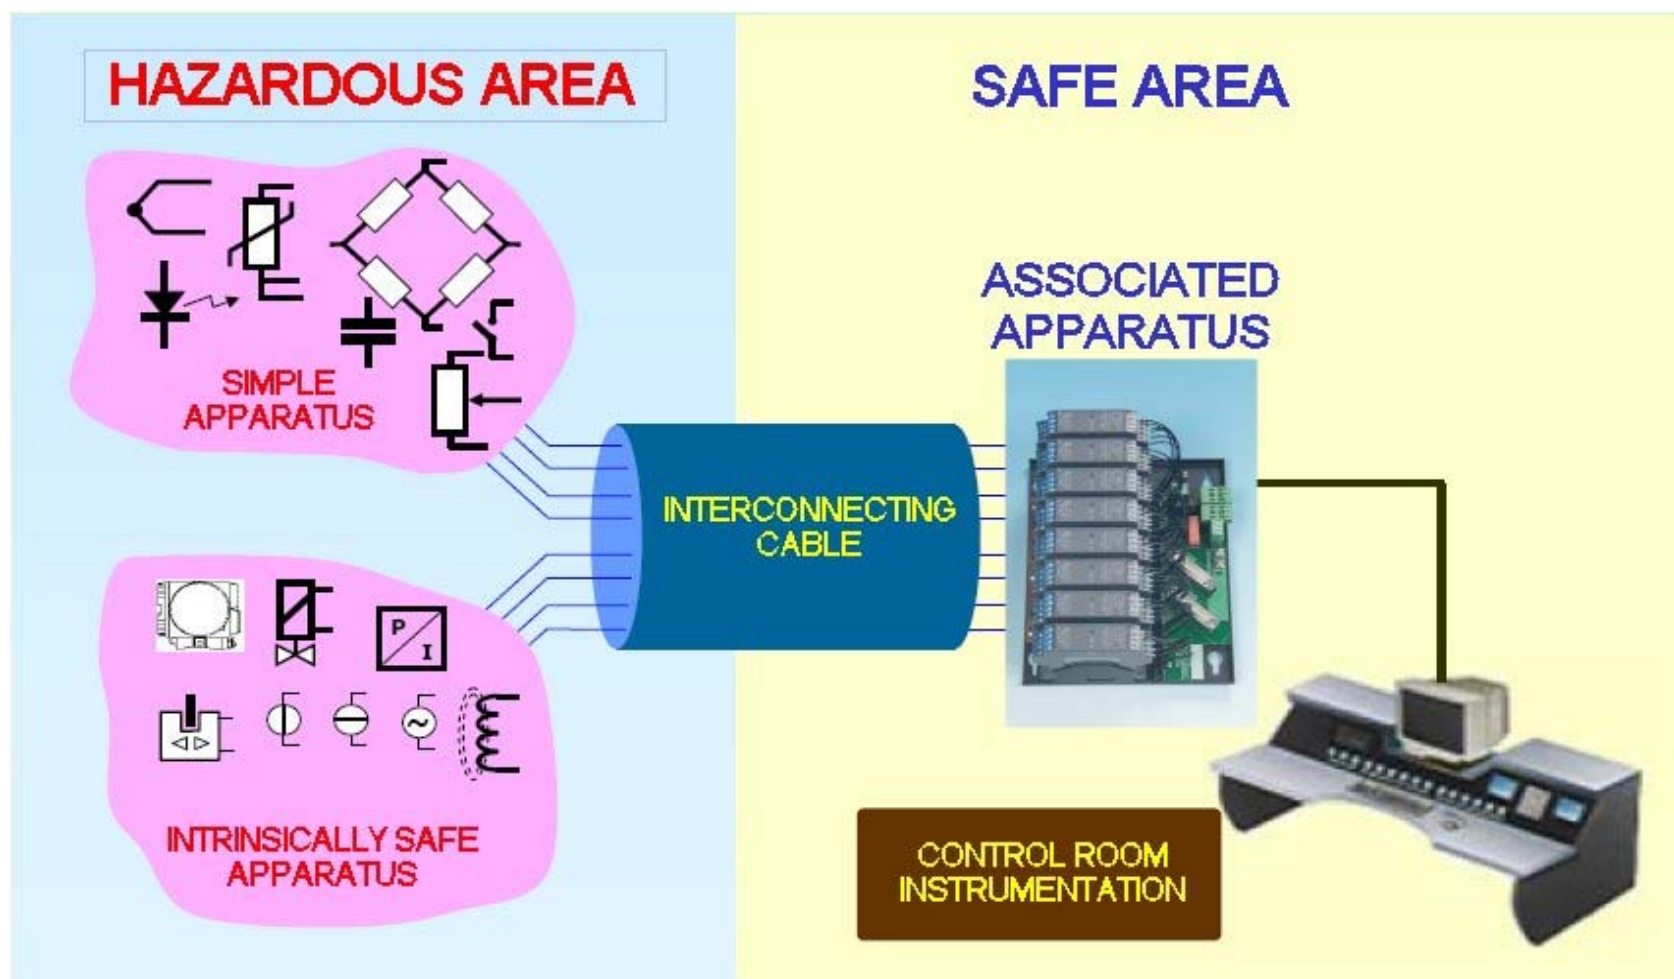 HAZARDOUS AREA
SAFE AREA
SIMPLE
APPARATUS
ASSOCIATED
APPARATUS
INTERCONNECTING
CABLE
P
I
INTRINSICALLY SAFE
APPARATUS
CONTROL ROOM
INSTRUMENTATION